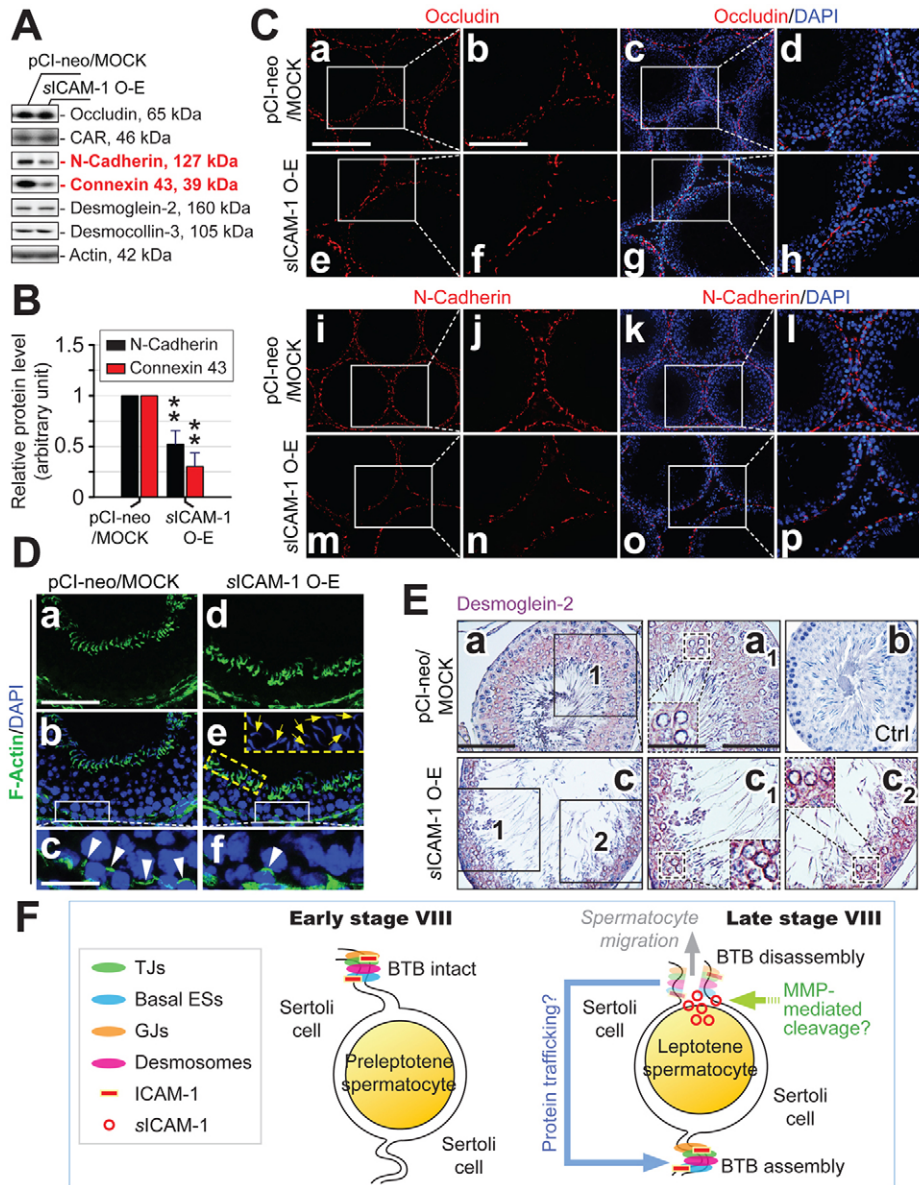 A
pCI-neo/MOCK
sICAM-1 O-E
Occludin, 65 kDa
CAR, 46 kDa
N-Cadherin, 127 kDa
Connexin 43, 39 kDa
Desmoglein-2, 160 kDa
Desmocollin-3, 105 kDa
Actin, 42 kDa
B
Relative protein level
(arbitrary unit)
1.5
1
0.5
0
N-Cadherin
Connexin 43
**
**
pCI-neo
/MOCK
sICAM-1
O-E
C
Occludin
Occludin/DAPI
pCI-neo
/MOCK
a
b
c
d
sICAM-1 O-E
e
f
g
h
N-Cadherin
N-Cadherin/DAPI
pCI-neo
/MOCK
i
j
k
l
sICAM-1 O-E
m
n
o
p
D
pCI-neo/MOCK
sICAM-1 O-E
F-Actin/DAPI
a
d
b
e
c
f
E
Desmoglein-2
pCI-neo/
MOCK
a
1
a1
b
Ctrl
sICAM-1 O-E
c
1
2
c1
c2
F
TJs
Basal ESs
GJs
Desmosomes
ICAM-1
sICAM-1
Early stage VIII
BTB intact
Sertoli
cell
Preleptotene
spermatocyte
Sertoli
cell
Spermatocyte
migration
Late stage VIII
BTB disassembly
Sertoli
cell
MMP-
mediated
cleavage?
Protein trafficking?
Leptotene
spermatocyte
Sertoli
cell
BTB assembly